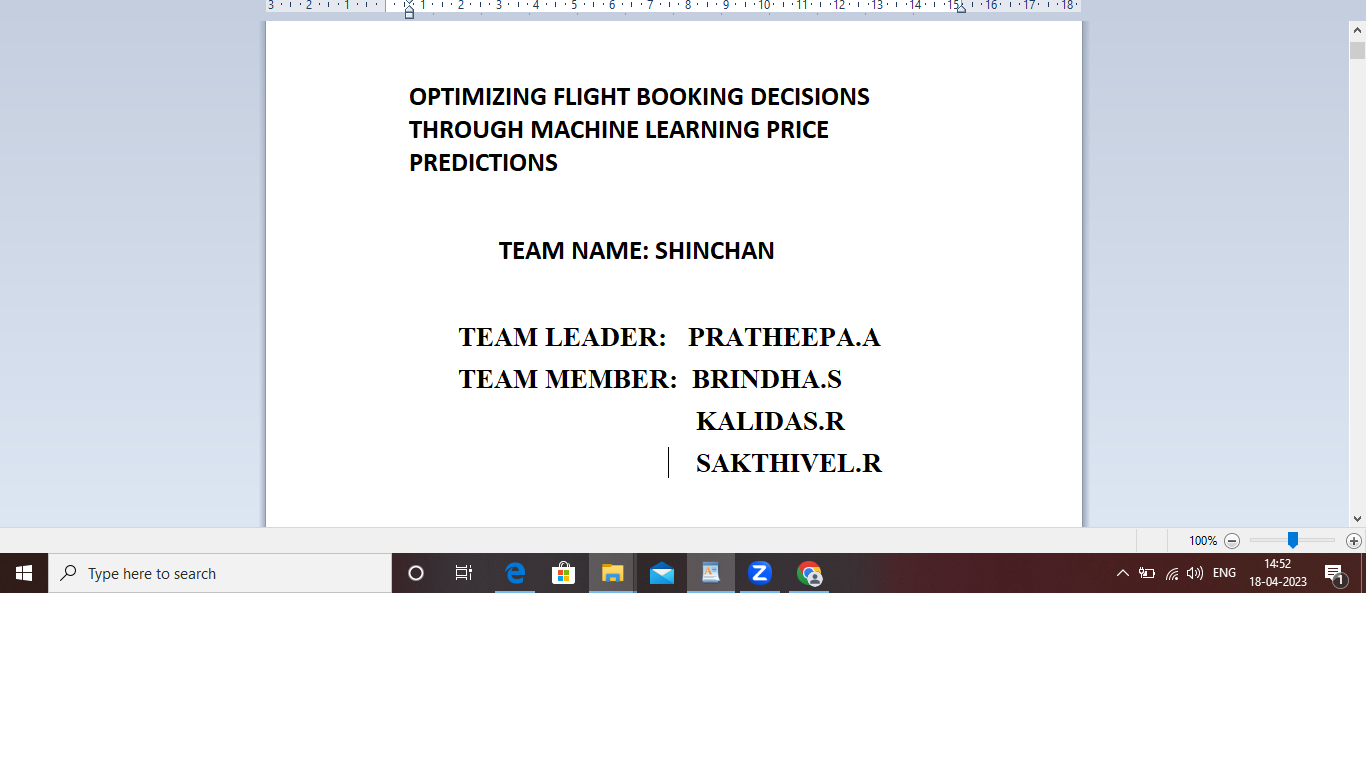 3 · 2 · 1 · 1 · 2 · 3 · 4 · 5 · 6 · 7 · 8 · 9 · 10 · 11 · 12 · 13 · 14 · 15 · 16 · 17 · 18
OPTIMIZING FLIGHT BOOKING DECISIONS
THROUGH MACHINE LEARNING PRICE
PREDICTIONS
TEAM NAME: SHINCHAN
TEAM LEADER: PRATHEEPA.A
TEAM MEMBER: BRINDHA.S
KALIDAS.R
SAKTHIVEL.R
100%
Type here to search
ENG
14:52
18-04-2023
1